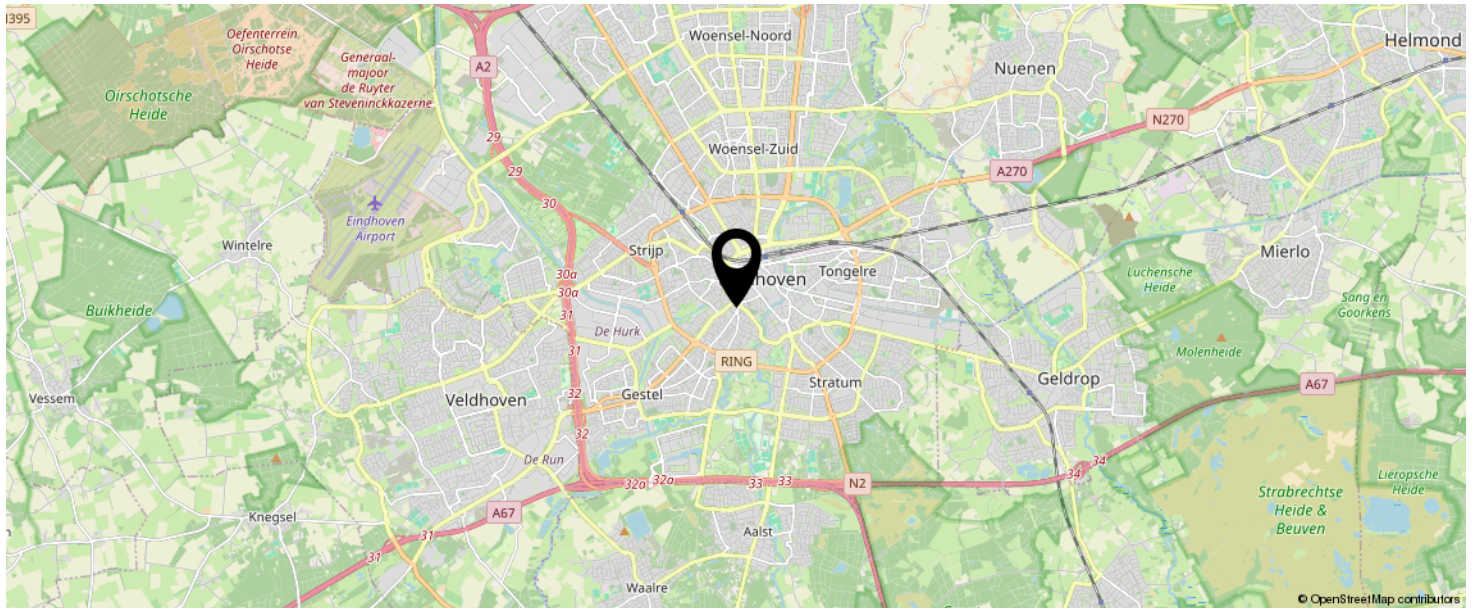 N395
Oefenterrein
Oirschotse
Heide
Generaal-
majoor
de Ruyter
van Steveninckkazerne
Oirschotsche
Heide
A2
Woensel-Noord
Nuenen
Helmond
N270
29
Woensel-Zuid
29
A270
30
Eindhoven
Airport
Wintelre
Strijp
Tongelre
Mierlo
30a
30a
31
Luchensche
Heide
Buikheide
De Hurk
Sang en
Goorkens
31
RING
Molenheide
Vessem
Veldhoven
32
Gestel
Stratum
Geldrop
A67
32
De Run
32a
32a
33
33
N2
34
34
Lieropsche
Heide
Strabrechtse
Heide &
Beuven
Knegsel
A67
31
31
Aalst
Waalre
© OpenStreetMap contributors